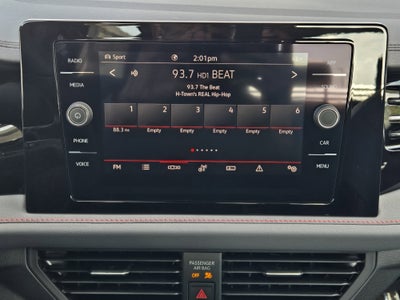 Sport
2:01pm
RADIO
MEDIA
PHONE
VOICE
93.7 HD1 BEAT
93.7 The Beat
H-Town's REAL Hip-Hop
1 2 3 4 5 6
88.3 Empty Empty Empty Empty Empty
FM
CAR
MENU
PASSENGER
AIR BAG
OFF